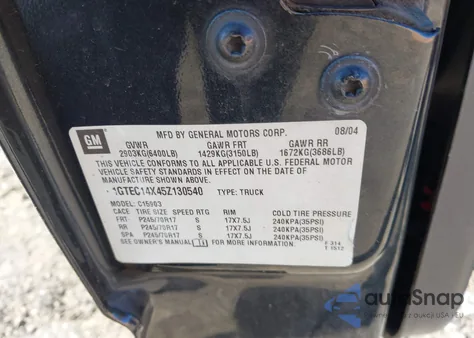 GM
MFD BY GENERAL MOTORS CORP. 08/04
GVWR GAWR FRT GAWR RR
2903KG(6400LB) 1429KG(3150LB) 1672KG(3686LB)
THIS VEHICLE CONFORMS TO ALL APPLICABLE U.S. FEDERAL MOTOR
VEHICLE SAFETY STANDARDS IN EFFECT ON THE DATE OF
MANUFACTURE SHOWN ABOVE.
1GTEC14X45Z130540 TYPE: TRUCK
MODEL: C15903
TIRE SIZE SPEED RTG RIM COLD TIRE PRESSURE
FRT- P245/70R17 S 17X7.5J 240KPA(35PSI)
RR P245/70R17 S 17X7.5J 240KPA(35PSI)
SPA P245/70R17 S 17X7.5J 240KPA(35PSI)
SEE OWNER'S MANUAL FOR ADDITIONAL INFORMATION.
autoSnap